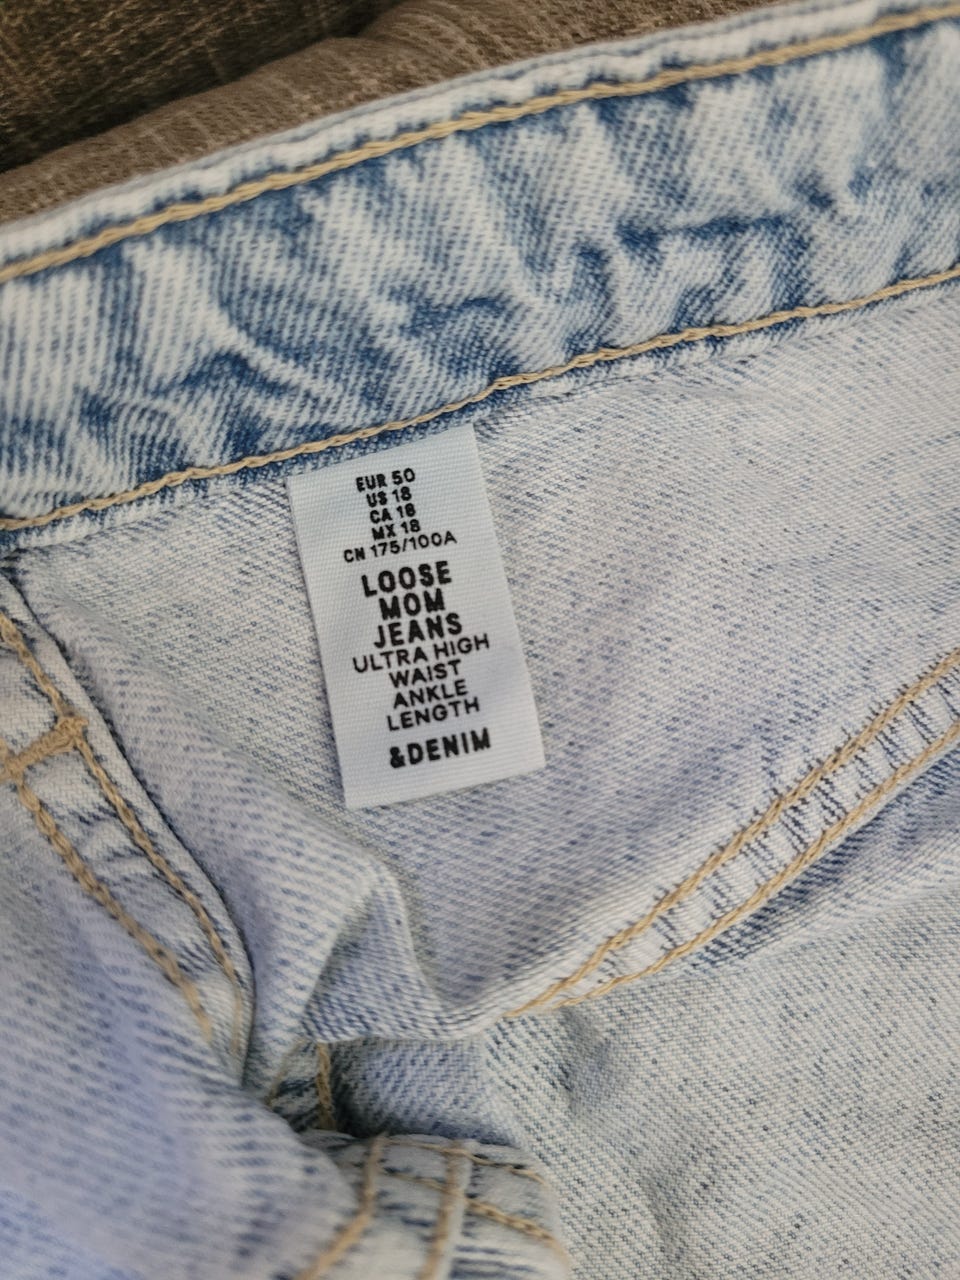 EUR 50
US 18
CA 18
MX 18
CN 175/100A
LOOSE
MOM
JEANS
ULTRA HIGH
WAIST
ANKLE
LENGTH
&DENIM